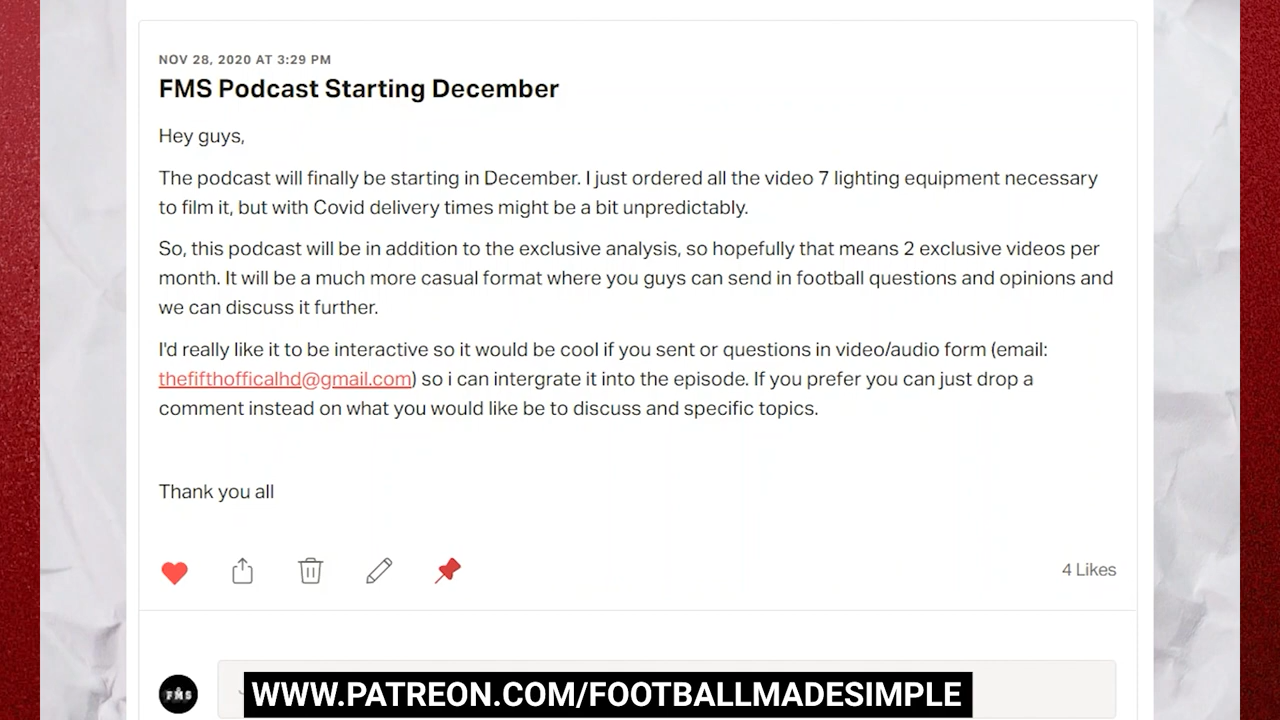 NOV 28, 2020 AT 3:29 PM
FMS Podcast Starting December
Hey guys,
The podcast will finally be starting in December. I just ordered all the video 7 lighting equipment necessary
to film it, but with Covid delivery times might be a bit unpredictably.
So, this podcast will be in addition to the exclusive analysis, so hopefully that means 2 exclusive videos per
month. It will be a much more casual format where you guys can send in football questions and opinions and
we can discuss it further.
I'd really like it to be interactive so it would be cool if you sent or questions in video/audio form (email:
thefifthofficalhd@gmail.com) so i can intergrate it into the episode. If you prefer you can just drop a
comment instead on what you would like be to discuss and specific topics.
Thank you all
4 Likes
FMS
WWW.PATREON.COM/FOOTBALLMADESIMPLE